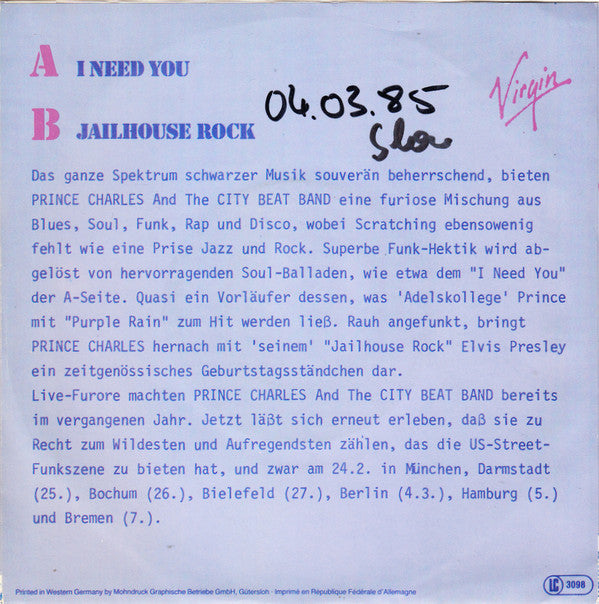 A I NEED YOU
Virgin
04.03.85
B JAILHOUSE ROCK
Das ganze Spektrum schwarzer Musik souverän beherrschend, bieten
PRINCE CHARLES And The CITY BEAT BAND eine furiose Mischung aus
Blues, Soul, Funk, Rap und Disco, wobei Scratching ebensowenig
fehlt wie eine Prise Jazz und Rock. Superbe Funk-Hektik wird ab-
gelöst von hervorragenden Soul-Balladen, wie etwa dem "I Need You"
der A-Seite. Quasi ein Vorläufer dessen, was 'Adelskollege' Prince
mit "Purple Rain" zum Hit werden ließ. Rauh angefunkt, bringt
PRINCE CHARLES hernach mit 'seinem' "Jailhouse Rock" Elvis Presley
ein zeitgenössisches Geburtstagsständchen dar.
Live-Furore machten PRINCE CHARLES And The CITY BEAT BAND bereits
im vergangenen Jahr. Jetzt läßt sich erneut erleben, daß sie zu
Recht zum Wildesten und Aufregendsten zählen, das die US-Street-
Funkszene zu bieten hat, und zwar am 24.2. in München, Darmstadt
(25.), Bochum (26.), Bielefeld (27.), Berlin (4.3.), Hamburg (5.)
und Bremen (7.).
LC 3098
Printed in Western Germany by Mohndruck Graphische Betriebe GmbH, Gütersloh · Imprimé en République Fédérale d'Allemagne